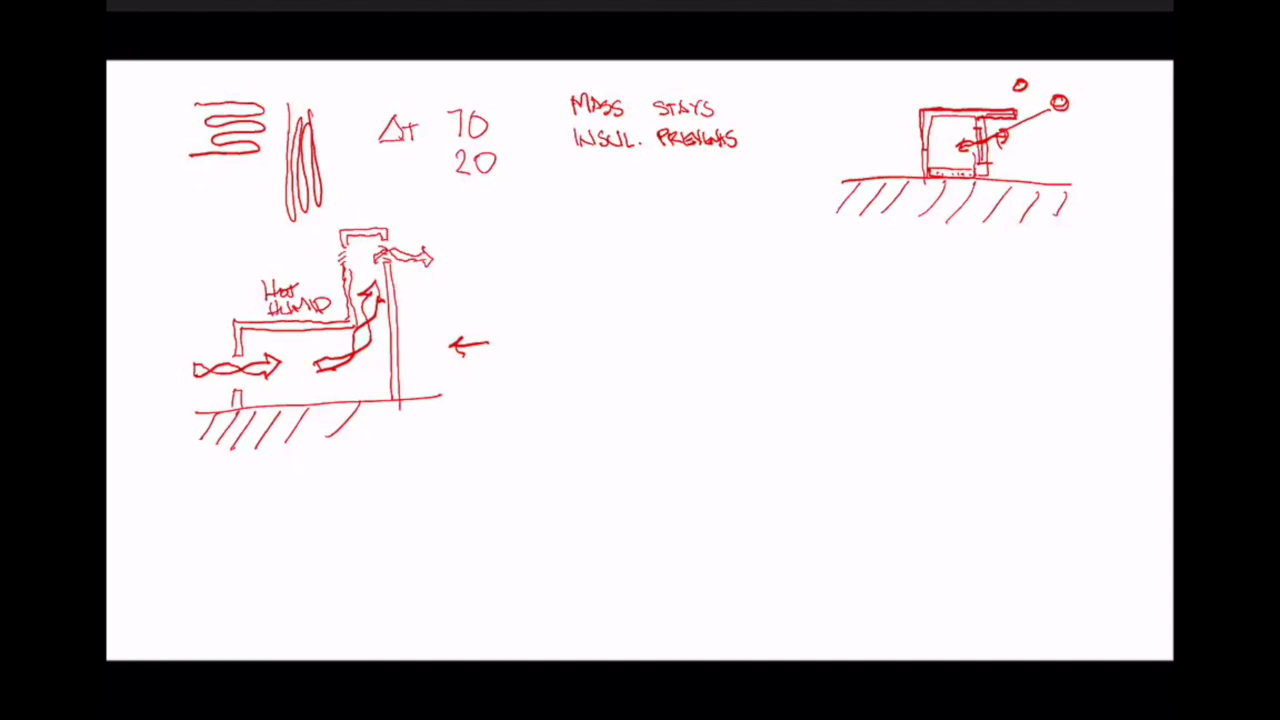 ΔT 70
20
MASS STAYS
INSUL. PREVENTS
HOT
HUMID